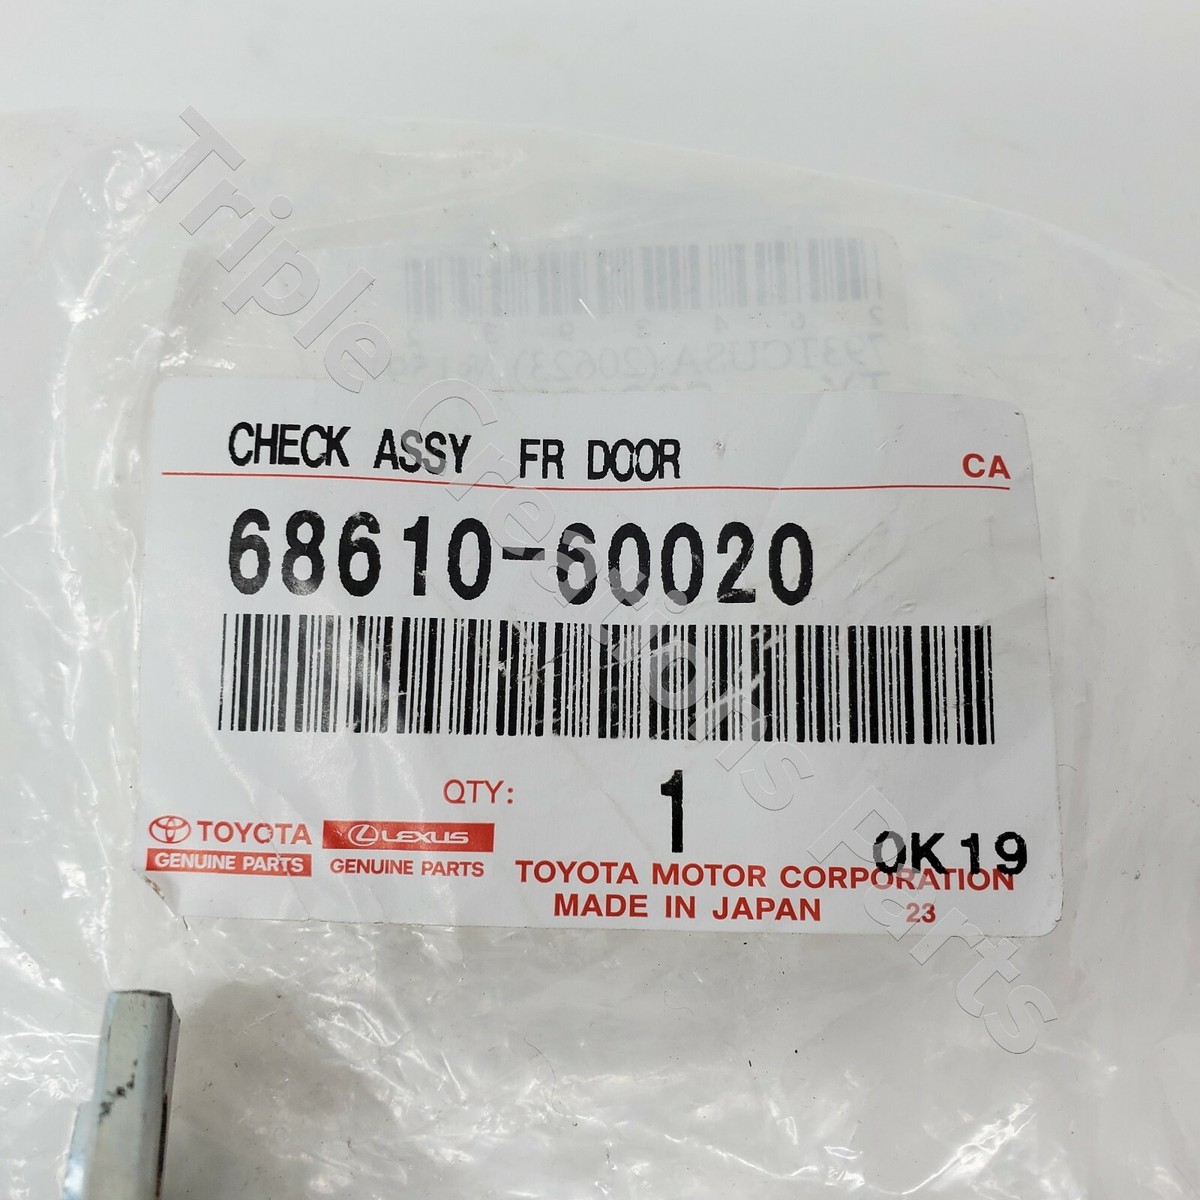 Triple Creations Parts
CHECK ASSY FR DOOR
CA
68610-60020
QTY: 1
TOYOTA
GENUINE PARTS
LEXUS
GENUINE PARTS
0K19
TOYOTA MOTOR CORPORATION
MADE IN JAPAN 23